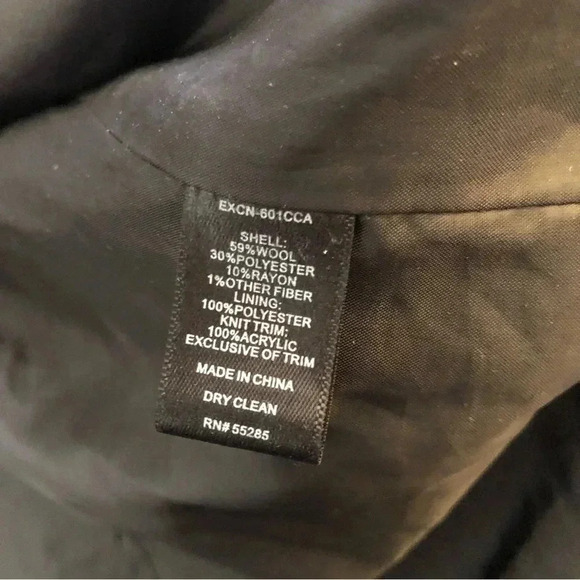 EXCN-601CCA
SHELL:
59%WOOL
30%POLYESTER
10%RAYON
1%OTHER FIBER
LINING:
100%POLYESTER
KNIT TRIM:
100%ACRYLIC
EXCLUSIVE OF TRIM
MADE IN CHINA
DRY CLEAN
RN# 55285